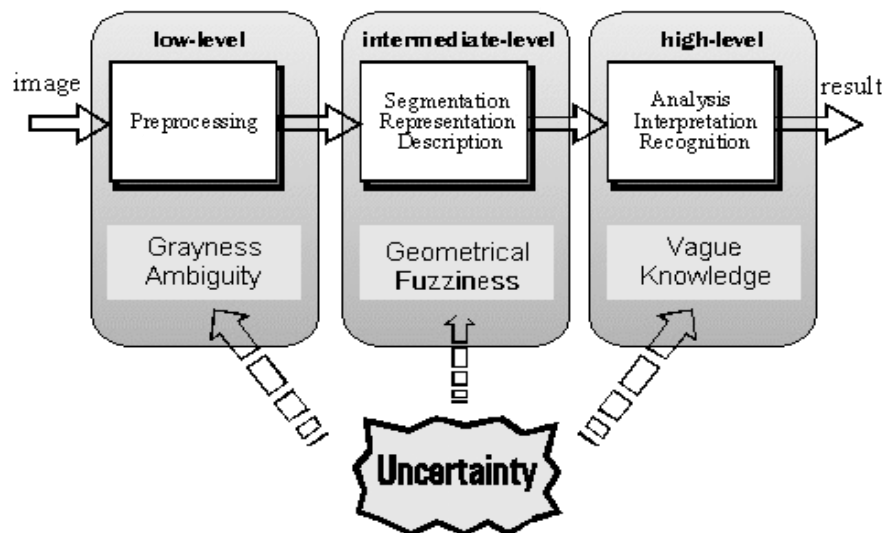 low-level
intermediate-level
high-level
image
Preprocessing
Segmentation
Representation
Description
Analysis
Interpretation
Recognition
result
Grayness
Ambiguity
Geometrical
Fuzziness
Vague
Knowledge
Uncertainty